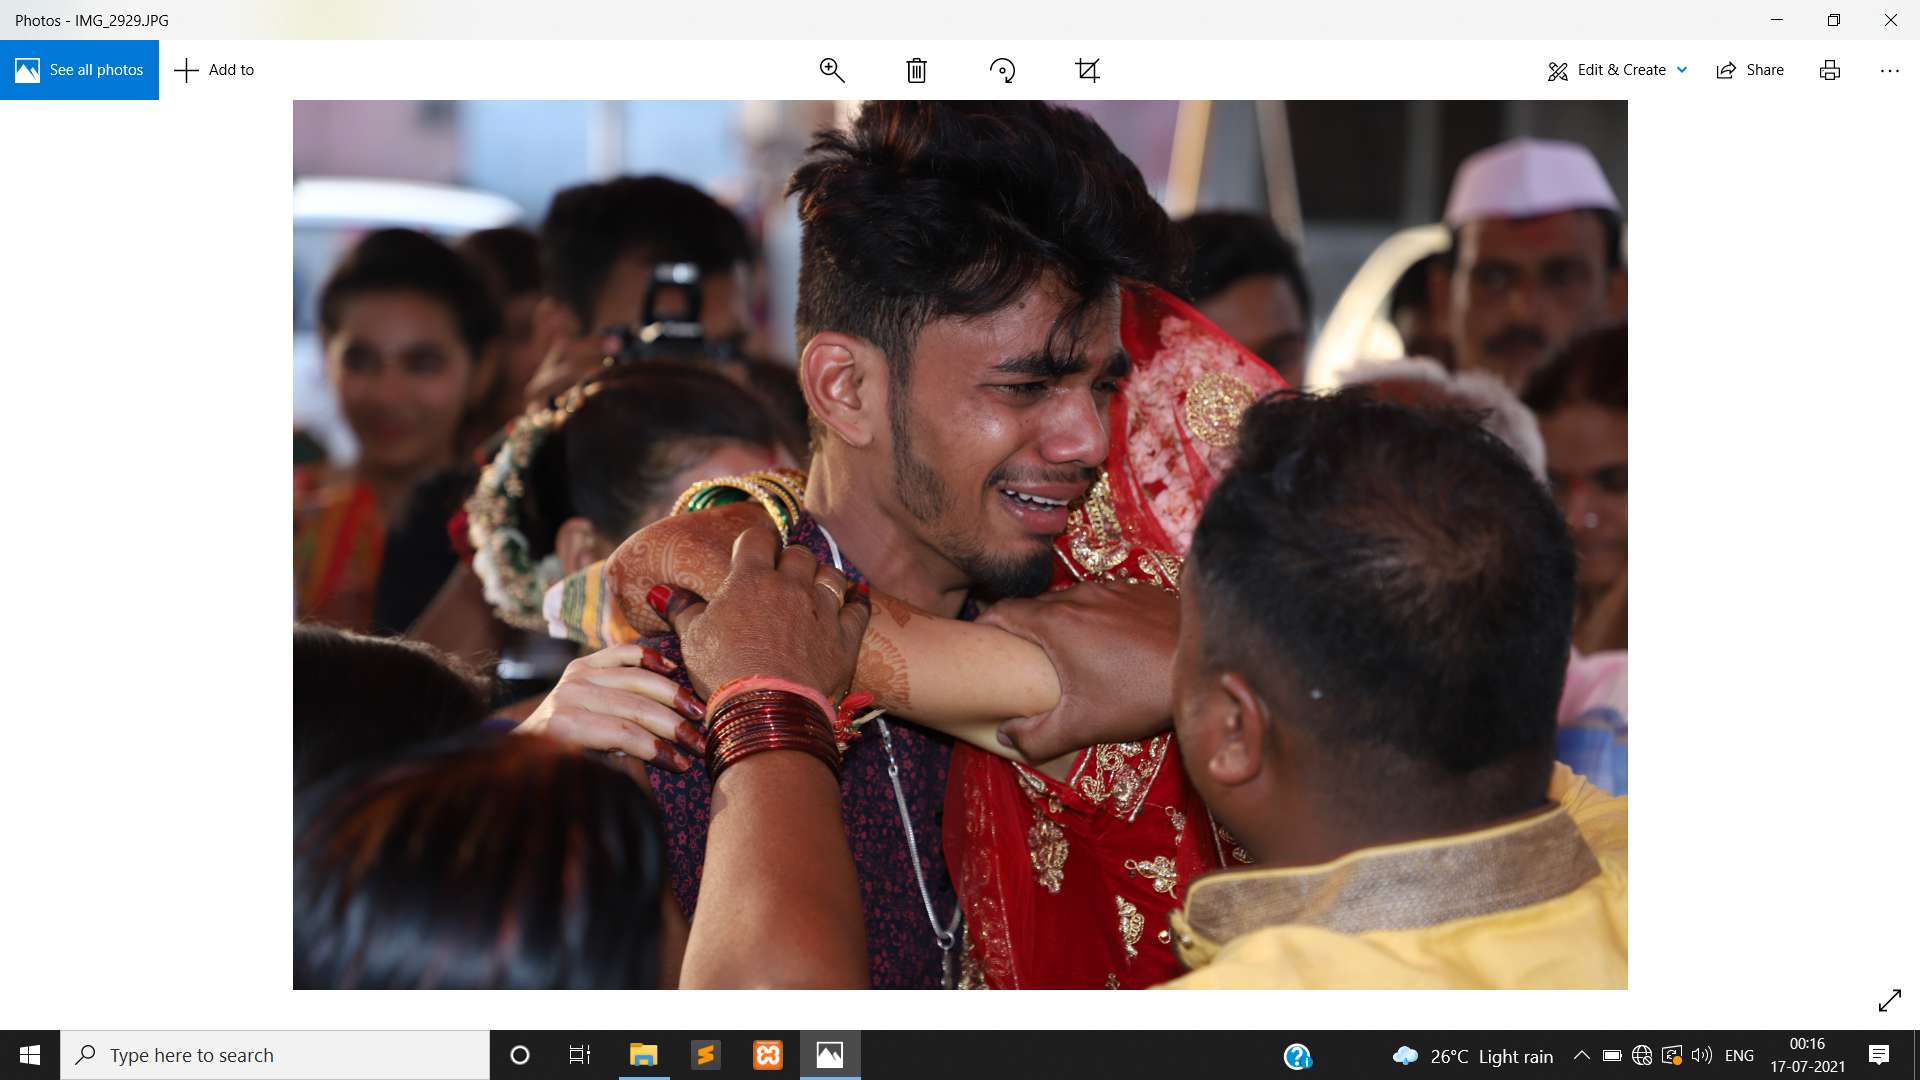 Photos - IMG_2929.JPG
See all photos
Add to
Edit & Create
Share
Type here to search
26°C Light rain
ENG
00:16
17-07-2021